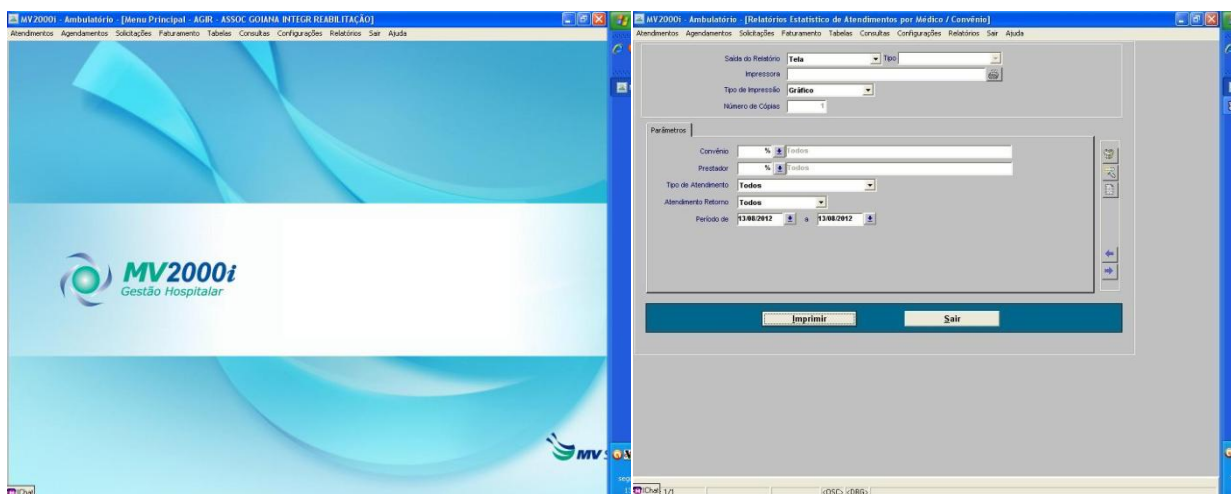 MV2000i - Ambulatório - [Menu Principal - AGIR - ASSOC GOIANA INTEGR REABILITAÇÃO]
Atendimentos Agendamentos Solicitações Faturamento Tabelas Consultas Configurações Relatórios Sair Ajuda
MV2000i
Gestão Hospitalar
MV
Chat
MV2000i - Ambulatório - [Relatórios Estatístico de Atendimentos por Médico / Convênio]
Atendimentos Agendamentos Solicitações Faturamento Tabelas Consultas Configurações Relatórios Sair Ajuda
Saída do Relatório Tela Tipo
Impressora
Tipo de Impressão Gráfico
Número de Cópias 1
Parâmetros
Convênio % Todos
Prestador % Todos
Tipo de Atendimento Todos
Atendimento Retorno Todos
Período de 13/08/2012 a 13/08/2012
Imprimir Sair
Chat 1/1 <OSC> <DBG>